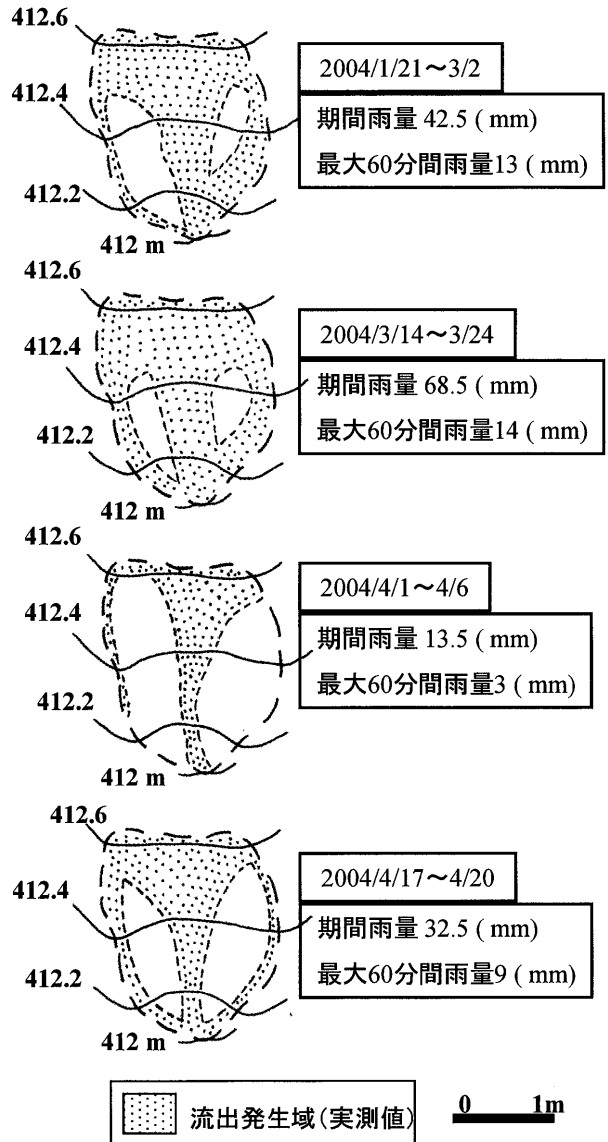 412.6
2004/1/21～3/2
412.4
期間雨量 42.5 ( mm)
最大60分間雨量13 ( mm)
412.2
412 m
412.6
2004/3/14～3/24
412.4
期間雨量 68.5 ( mm)
最大60分間雨量14 ( mm)
412.2
412 m
412.6
2004/4/1～4/6
412.4
期間雨量 13.5 ( mm)
最大60分間雨量3 ( mm)
412.2
412 m
412.6
2004/4/17～4/20
412.4
期間雨量 32.5 ( mm)
最大60分間雨量9 ( mm)
412.2
412 m
流出発生域(実測値)
0 1m